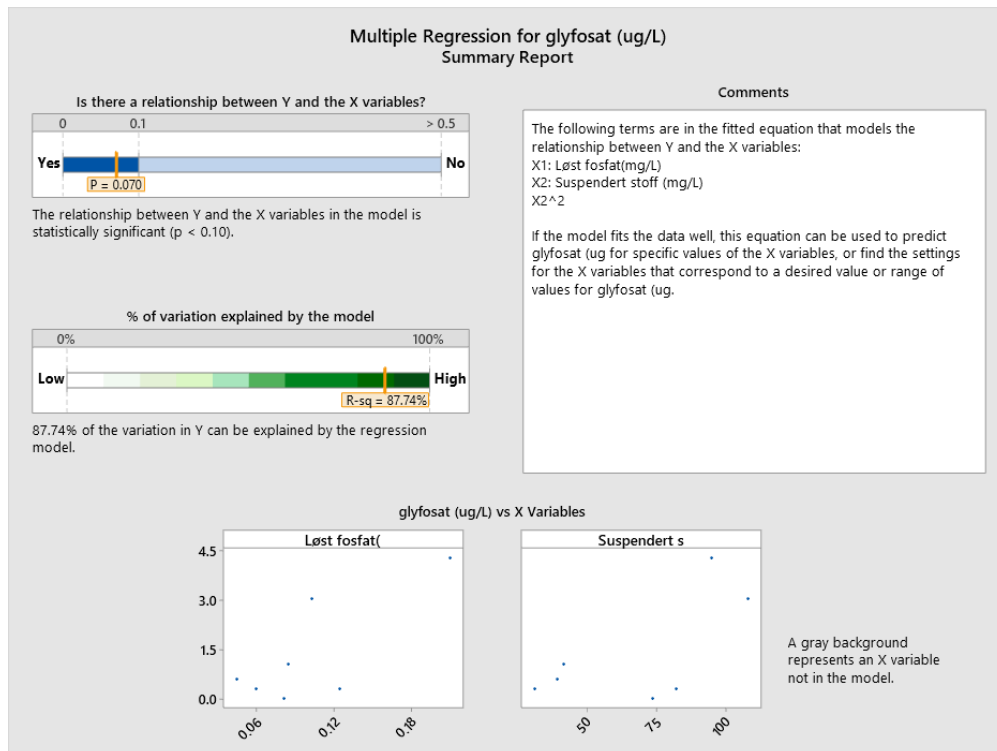 Multiple Regression for glyfosat (ug/L)
Summary Report
Is there a relationship between Y and the X variables?
0 0.1 > 0.5
Yes No
P = 0.070
The relationship between Y and the X variables in the model is
statistically significant (p < 0.10).
% of variation explained by the model
0% 100%
Low High
R-sq = 87.74%
87.74% of the variation in Y can be explained by the regression
model.
Comments
The following terms are in the fitted equation that models the
relationship between Y and the X variables:
X1: Løst fosfat(mg/L)
X2: Suspendert stoff (mg/L)
X2^2
If the model fits the data well, this equation can be used to predict
glyfosat (ug for specific values of the X variables, or find the settings
for the X variables that correspond to a desired value or range of
values for glyfosat (ug.
glyfosat (ug/L) vs X Variables
Løst fosfat( Suspendert s
4.5
3.0
1.5
0.0
0.06 0.12 0.18 50 75 100
A gray background
represents an X variable
not in the model.